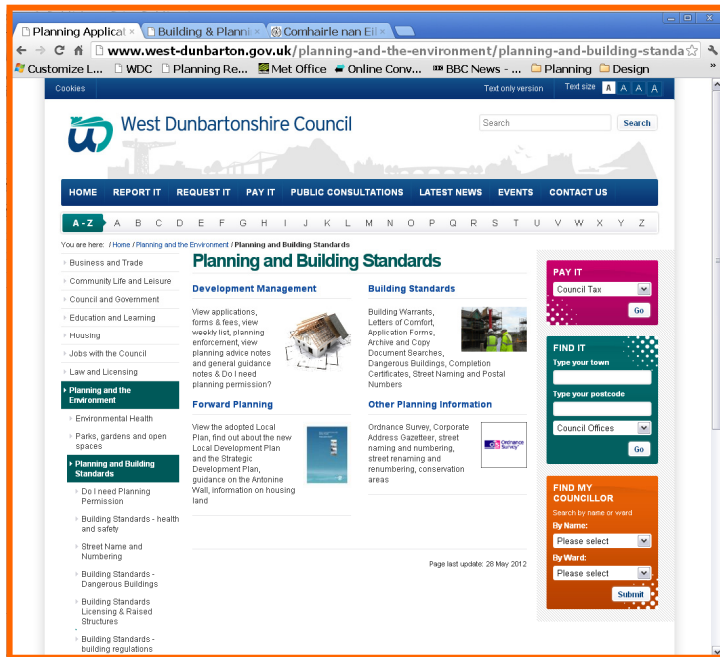 Planning Applicat × Building & Planni × Comhairle nan Eil ×
www.west-dunbarton.gov.uk/planning-and-the-environment/planning-and-building-standa
Customize L... WDC Planning Re... Met Office Online Conv... BBC News - ... Planning Design »
Cookies Text only version Text size A A A A
West Dunbartonshire Council
Search Search
HOME REPORT IT REQUEST IT PAY IT PUBLIC CONSULTATIONS LATEST NEWS EVENTS CONTACT US
A - Z A B C D E F G H I J K L M N O P Q R S T U V W X Y Z
You are here: / Home / Planning and the Environment / Planning and Building Standards
Business and Trade
Community Life and Leisure
Council and Government
Education and Learning
Housing
Jobs with the Council
Law and Licensing
Planning and the
Environment
Environmental Health
Parks, gardens and open
spaces
Planning and Building
Standards
Do I need Planning
Permission
Building Standards - health
and safety
Street Name and
Numbering
Building Standards -
Dangerous Buildings
Building Standards
Licensing & Raised
Structures
Building Standards -
building regulations
Planning and Building Standards
Development Management
View applications,
forms & fees, view
weekly list, planning
enforcement, view
planning advice notes
and general guidance
notes & Do I need
planning permission?
Building Standards
Building Warrants,
Letters of Comfort,
Application Forms,
Archive and Copy
Document Searches,
Dangerous Buildings, Completion
Certificates, Street Naming and Postal
Numbers
Forward Planning
View the adopted Local
Plan, find out about the new
Local Development Plan
and the Strategic
Development Plan,
guidance on the Antonine
Wall, information on housing
and
Other Planning Information
Ordnance Survey, Corporate
Address Gazetteer, street
naming and numbering,
street renaming and
renumbering, conservation
areas
Ordnance
Survey
Page last update: 28 May 2012
PAY IT
Council Tax
Go
FIND IT
Type your town
Type your postcode
Council Offices
Go
FIND MY
COUNCILLOR
Search by name or ward
By Name:
Please select
By Ward:
Please select
Submit